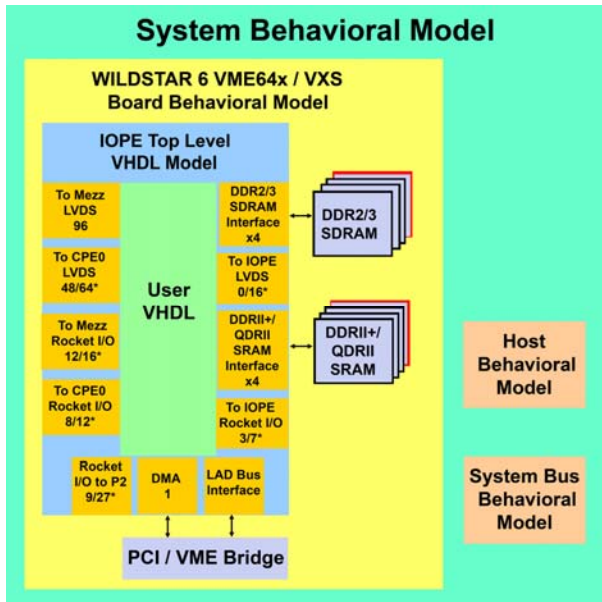 System Behavioral Model
WILDSTAR 6 VME64x / VXS
Board Behavioral Model
IOPE Top Level
VHDL Model
To Mezz
LVDS
96
To CPE0
LVDS
48/64*
To Mezz
Rocket I/O
12/16*
To CPE0
Rocket I/O
8/12*
User
VHDL
DDR2/3
SDRAM
Interface
x4
To IOPE
LVDS
0/16*
DDRII+/
QDRII
SRAM
Interface
x4
To IOPE
Rocket I/O
3/7*
DDR2/3
SDRAM
DDRII+/
QDRII
SRAM
Rocket
I/O to P2
9/27*
DMA
1
LAD Bus
Interface
PCI / VME Bridge
Host
Behavioral
Model
System Bus
Behavioral
Model